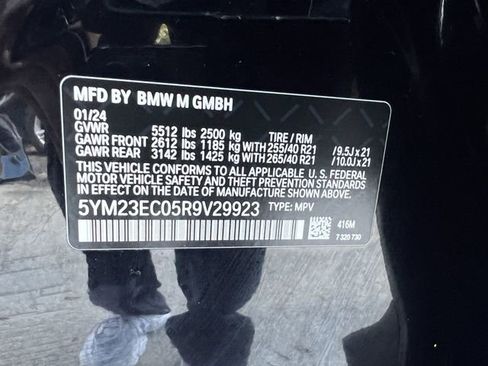 MFD BY BMW M GMBH
01/24
GVWR 5512 lbs 2500 kg TIRE / RIM
GAWR FRONT 2612 lbs 1185 kg WITH 255/40 R21 /9.5J x 21
GAWR REAR 3142 lbs 1425 kg WITH 265/40 R21 /10.0J x 21
THIS VEHICLE CONFORMS TO ALL APPLICABLE U. S. FEDERAL
MOTOR VEHICLE SAFETY AND THEFT PREVENTION STANDARDS
IN EFFECT ON THE DATE OF MANUFACTURE SHOWN ABOVE.
5YM23EC05R9V29923 TYPE: MPV
416M
7 320 730